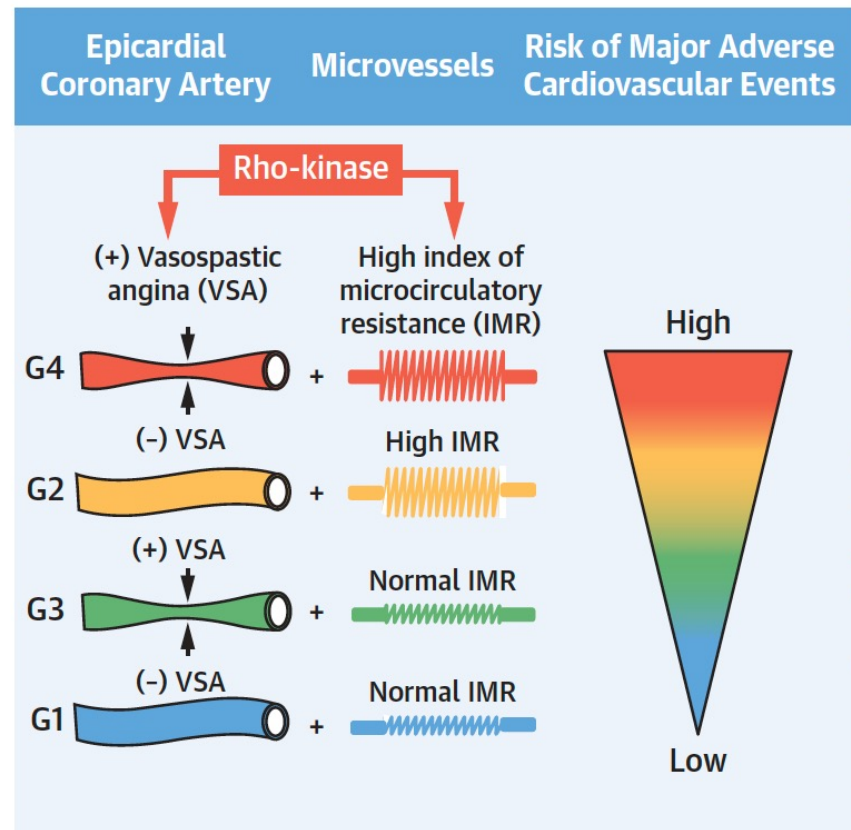 Epicardial
Coronary Artery
Microvessels
Risk of Major Adverse
Cardiovascular Events
Rho-kinase
(+) Vasospastic
angina (VSA)
High index of
microcirculatory
resistance (IMR)
High
G4
+
(–) VSA
High IMR
G2
+
(+) VSA
Normal IMR
G3
+
(–) VSA
Normal IMR
G1
+
Low